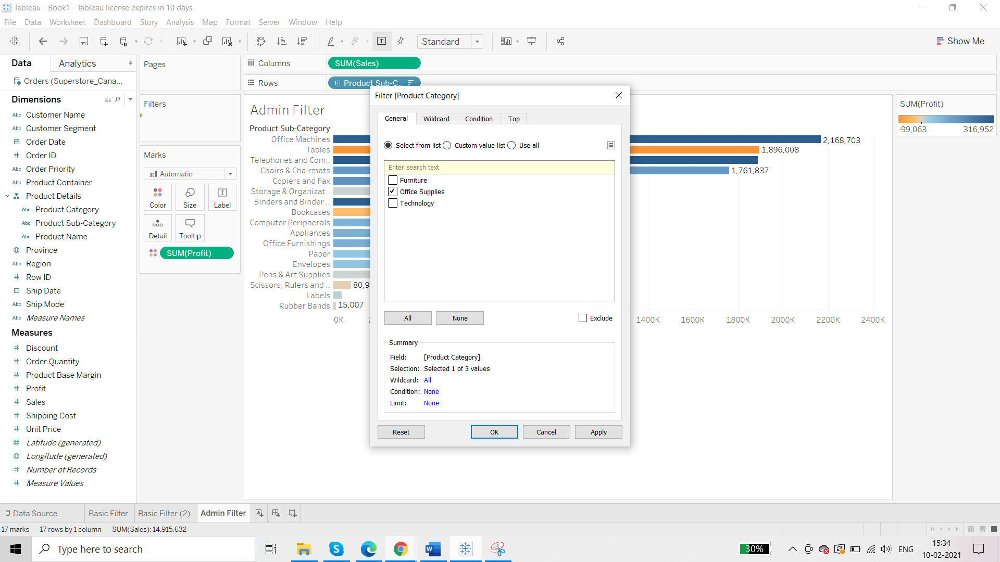 Tableau - Book1 - Tableau license expires in 10 days
File Data Worksheet Dashboard Story Analysis Map Format Server Window Help
Standard
Show Me
Data Analytics
Orders (Superstore_Cana...
Dimensions
Abc Customer Name
Abc Customer Segment
Order Date
# Order ID
Abc Order Priority
Abc Product Container
Product Details
Abc Product Category
Abc Product Sub-Category
Abc Product Name
Province
Abc Region
# Row ID
Ship Date
Abc Ship Mode
Abc Measure Names
Measures
# Discount
# Order Quantity
# Product Base Margin
# Profit
# Sales
# Shipping Cost
# Unit Price
Latitude (generated)
Longitude (generated)
=# Number of Records
# Measure Values
Pages
Filters
Marks
Automatic
Color Size Label
Detail Tooltip
SUM(Profit)
Columns SUM(Sales)
Rows Product Sub-C..
Admin Filter
Product Sub-Category
Office Machines 2,168,703
Tables 1,896,008
Telephones and Com..
Chairs & Chairmats 1,761,837
Copiers and Fax
Storage & Organizat..
Binders and Binder ..
Bookcases
Computer Peripherals
Appliances
Office Furnishings
Paper
Envelopes
Pens & Art Supplies
Scissors, Rulers and ..
Labels
Rubber Bands 15,007
0K 1400K 1600K 1800K 2000K 2200K 2400K
Filter [Product Category]
General Wildcard Condition Top
Select from list Custom value list Use all
Enter search text
Furniture
Office Supplies
Technology
All None Exclude
Summary
Field: [Product Category]
Selection: Selected 1 of 3 values
Wildcard: All
Condition: None
Limit: None
Reset OK Cancel Apply
SUM(Profit)
-99,063 316,952
Data Source Basic Filter Basic Filter (2) Admin Filter
17 marks 17 rows by 1 column SUM(Sales): 14,915,632
Type here to search
30%
ENG
15:34
10-02-2021